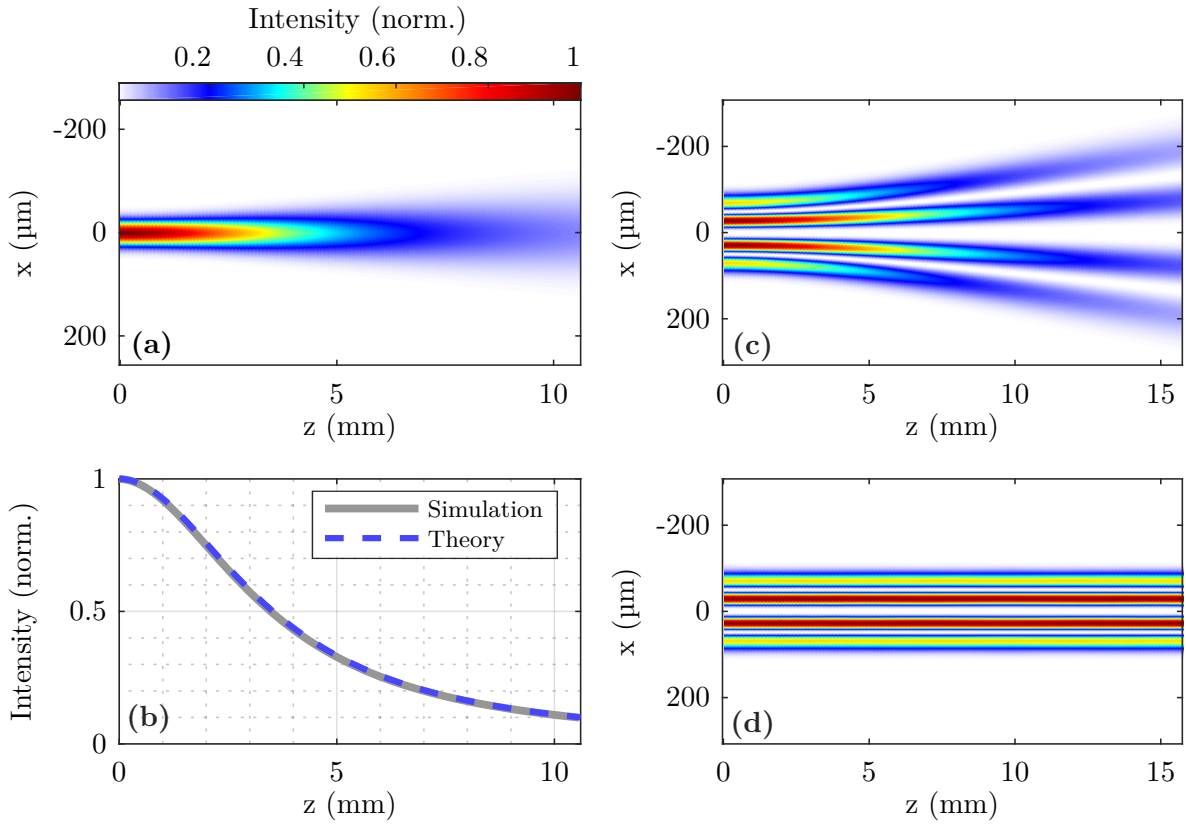 Intensity (norm.)
0.2 0.4 0.6 0.8 1
-200
0
200
x (µm)
(a)
0 5 10
z (mm)
-200
0
200
x (µm)
(c)
0 5 10 15
z (mm)
1
0.5
0
Intensity (norm.)
Simulation
Theory
(b)
0 5 10
z (mm)
-200
0
200
x (µm)
(d)
0 5 10 15
z (mm)